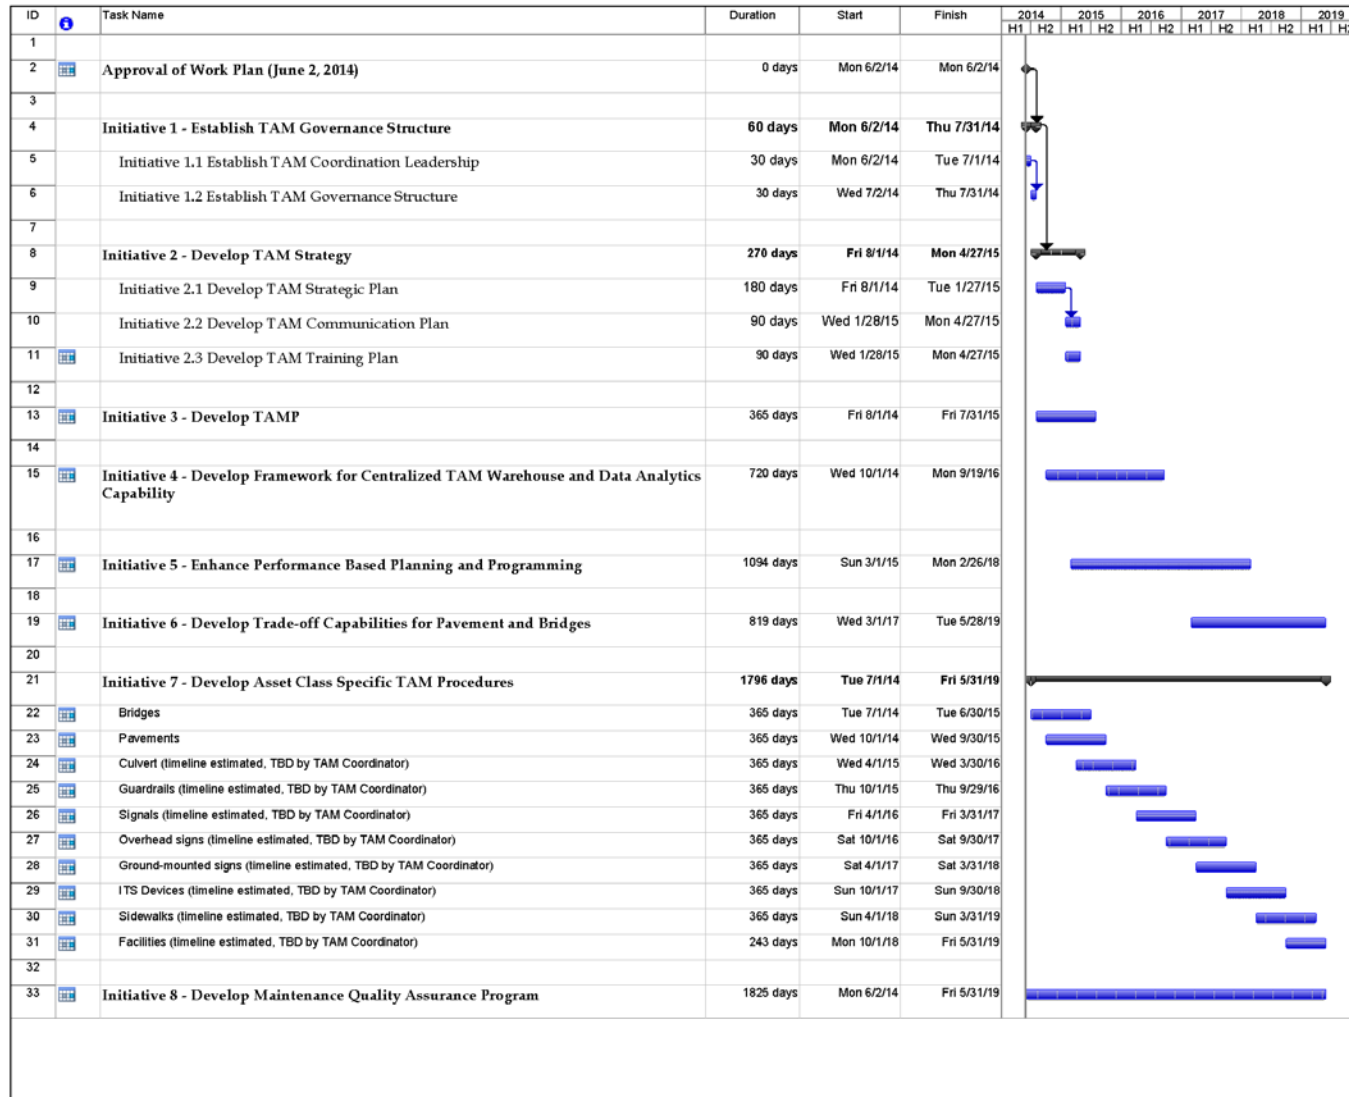 ID Task Name Duration Start Finish 2014 2015 2016 2017 2018 2019
H1 H2 H1 H2 H1 H2 H1 H2 H1 H2 H1
1
2 Approval of Work Plan (June 2, 2014) 0 days Mon 6/2/14 Mon 6/2/14
3
4 Initiative 1 - Establish TAM Governance Structure 60 days Mon 6/2/14 Thu 7/31/14
5 Initiative 1.1 Establish TAM Coordination Leadership 30 days Mon 6/2/14 Tue 7/1/14
6 Initiative 1.2 Establish TAM Governance Structure 30 days Wed 7/2/14 Thu 7/31/14
7
8 Initiative 2 - Develop TAM Strategy 270 days Fri 8/1/14 Mon 4/27/15
9 Initiative 2.1 Develop TAM Strategic Plan 180 days Fri 8/1/14 Tue 1/27/15
10 Initiative 2.2 Develop TAM Communication Plan 90 days Wed 1/28/15 Mon 4/27/15
11 Initiative 2.3 Develop TAM Training Plan 90 days Wed 1/28/15 Mon 4/27/15
12
13 Initiative 3 - Develop TAMP 365 days Fri 8/1/14 Fri 7/31/15
14
15 Initiative 4 - Develop Framework for Centralized TAM Warehouse and Data Analytics 720 days Wed 10/1/14 Mon 9/19/16
Capability
16
17 Initiative 5 - Enhance Performance Based Planning and Programming 1094 days Sun 3/1/15 Mon 2/26/18
18
19 Initiative 6 - Develop Trade-off Capabilities for Pavement and Bridges 819 days Wed 3/1/17 Tue 5/28/19
20
21 Initiative 7 - Develop Asset Class Specific TAM Procedures 1796 days Tue 7/1/14 Fri 5/31/19
22 Bridges 365 days Tue 7/1/14 Tue 6/30/15
23 Pavements 365 days Wed 10/1/14 Wed 9/30/15
24 Culvert (timeline estimated, TBD by TAM Coordinator) 365 days Wed 4/1/15 Wed 3/30/16
25 Guardrails (timeline estimated, TBD by TAM Coordinator) 365 days Thu 10/1/15 Thu 9/29/16
26 Signals (timeline estimated, TBD by TAM Coordinator) 365 days Fri 4/1/16 Fri 3/31/17
27 Overhead signs (timeline estimated, TBD by TAM Coordinator) 365 days Sat 10/1/16 Sat 9/30/17
28 Ground-mounted signs (timeline estimated, TBD by TAM Coordinator) 365 days Sat 4/1/17 Sat 3/31/18
29 ITS Devices (timeline estimated, TBD by TAM Coordinator) 365 days Sun 10/1/17 Sun 9/30/18
30 Sidewalks (timeline estimated, TBD by TAM Coordinator) 365 days Sun 4/1/18 Sun 3/31/19
31 Facilities (timeline estimated, TBD by TAM Coordinator) 243 days Mon 10/1/18 Fri 5/31/19
32
33 Initiative 8 - Develop Maintenance Quality Assurance Program 1825 days Mon 6/2/14 Fri 5/31/19